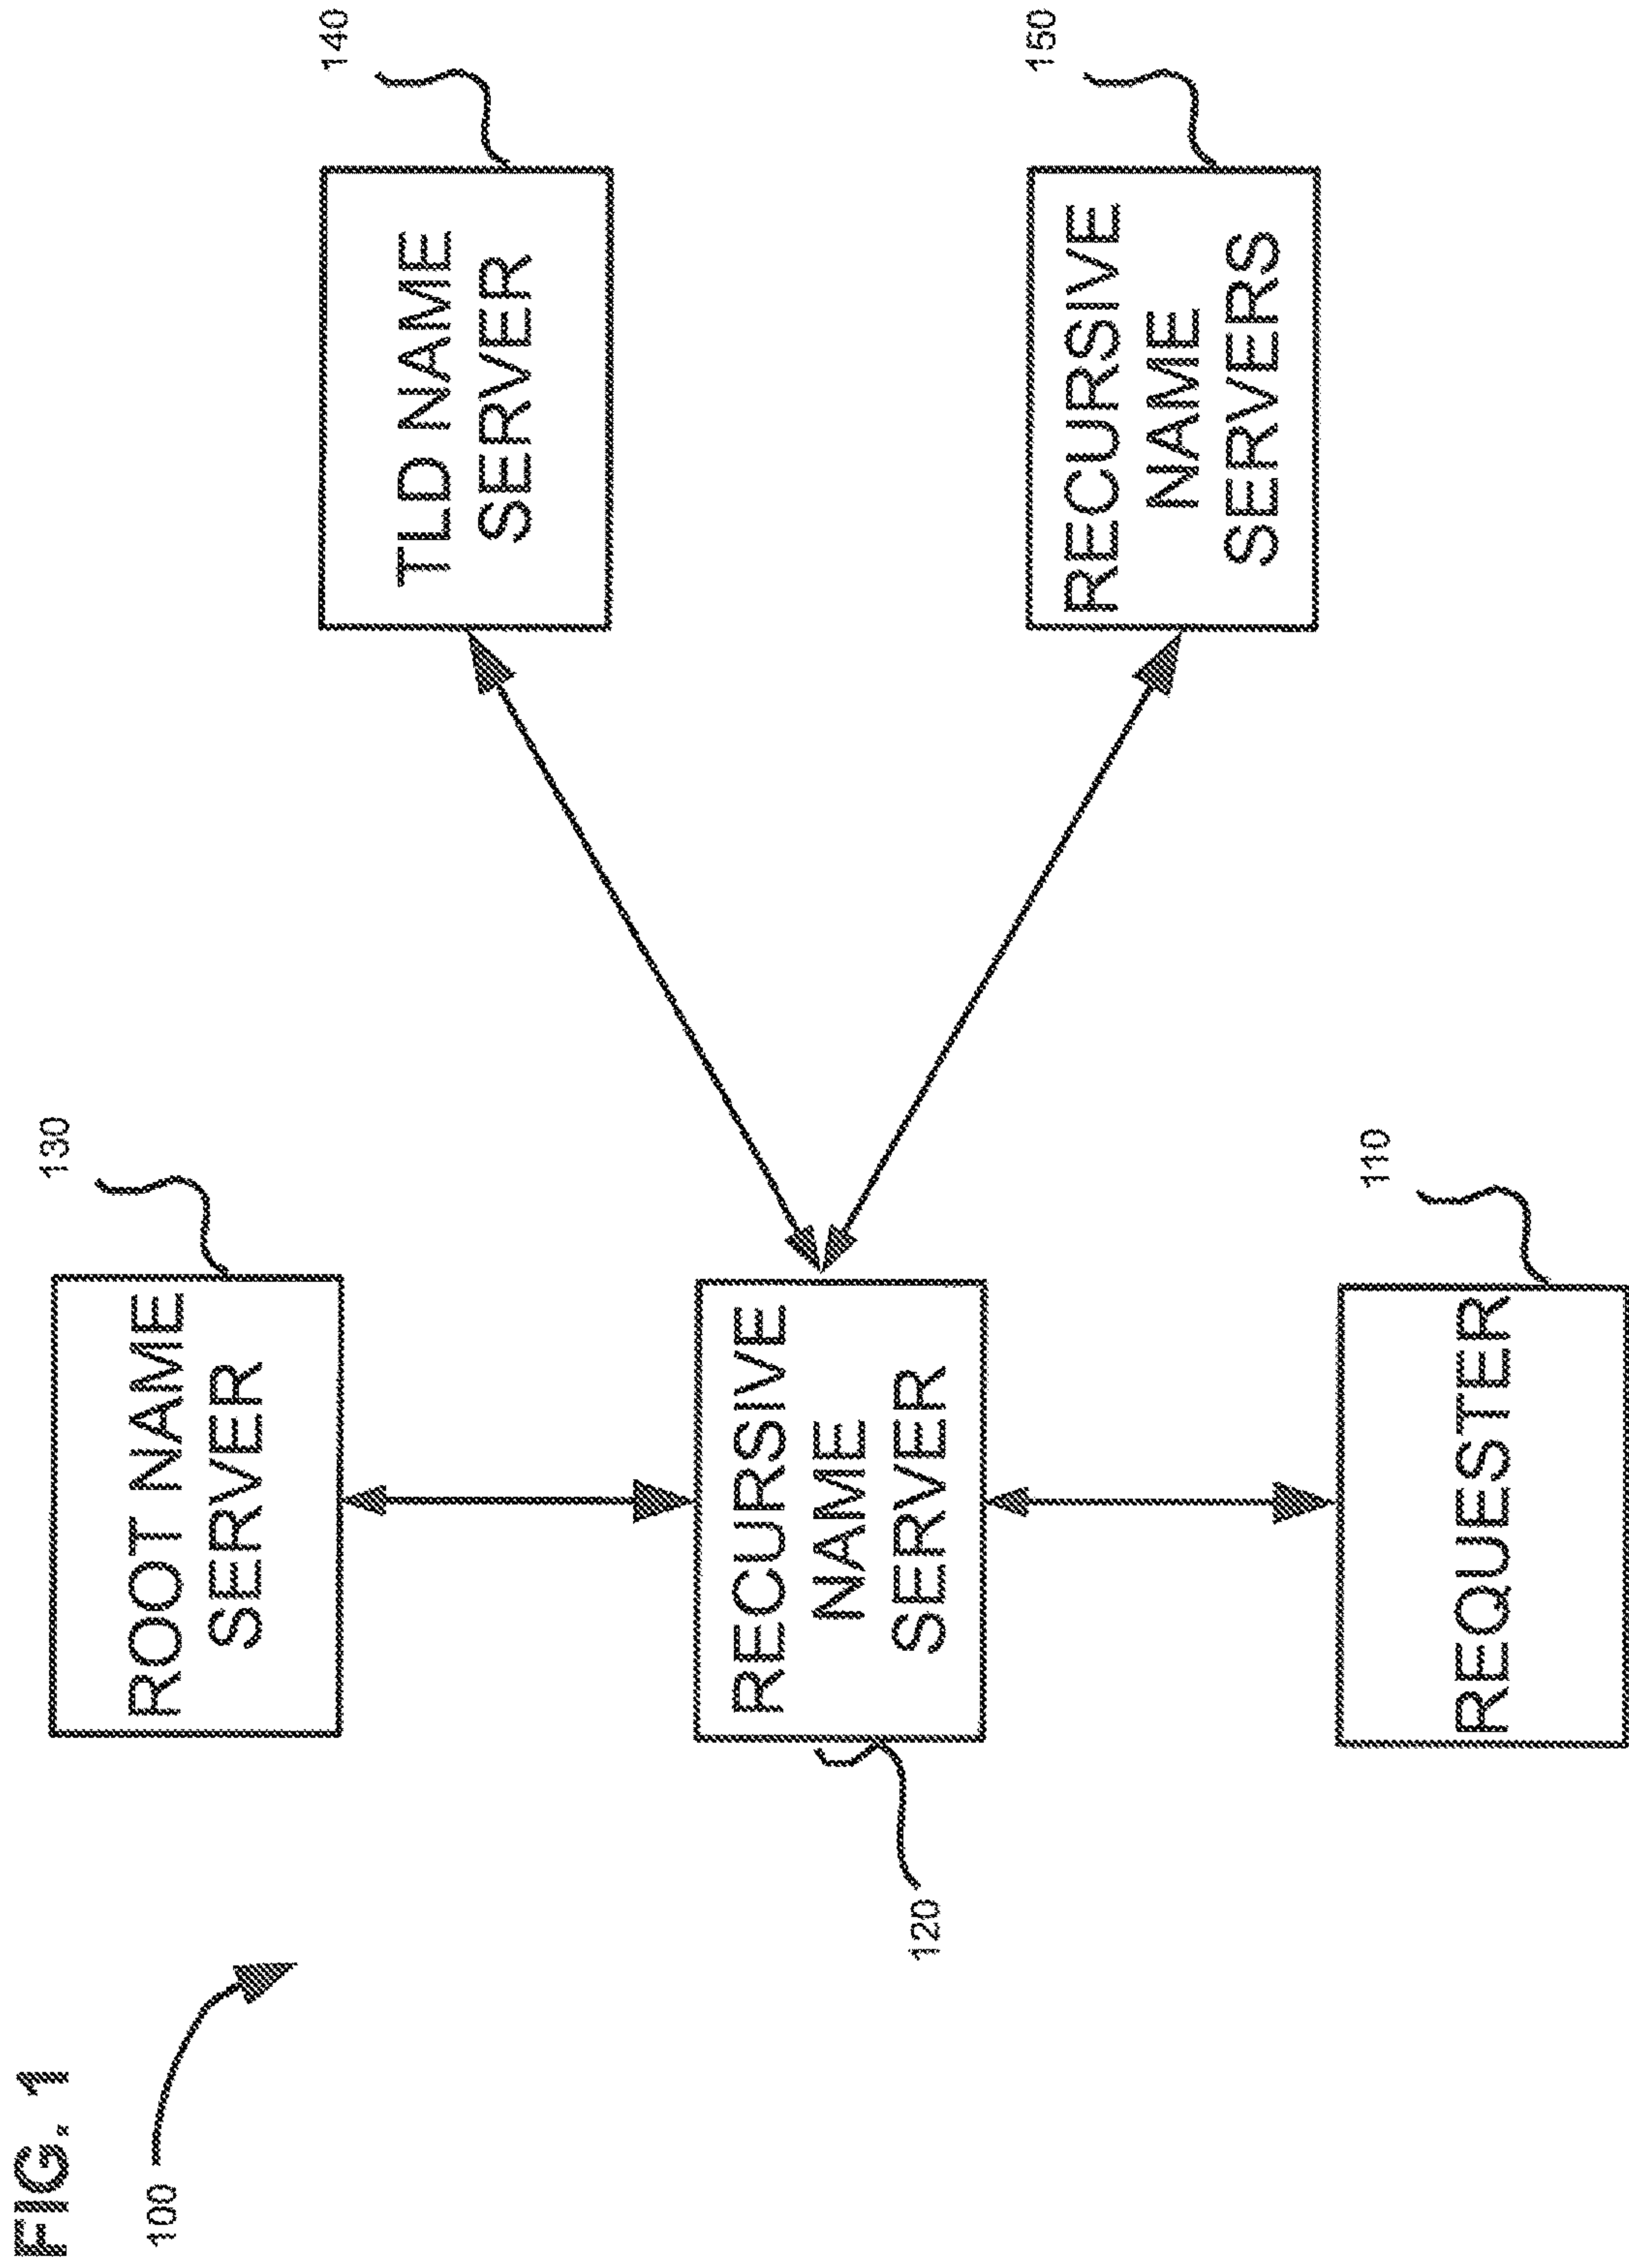 FIG. 1
100
130
ROOT NAME
SERVER
140
TLD NAME
SERVER
120
RECURSIVE
NAME
SERVER
150
RECURSIVE
NAME
SERVERS
110
REQUESTER